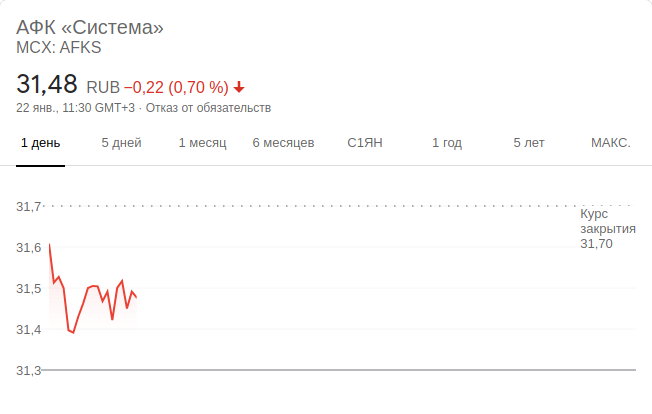 АФК «Система»
MCX: AFKS
31,48 RUB −0,22 (0,70 %)
22 янв., 11:30 GMT+3 · Отказ от обязательств
1 день 5 дней 1 месяц 6 месяцев С1ЯН 1 год 5 лет МАКС.
31,7
Курс
закрытия
31,70
31,6
31,5
31,4
31,3